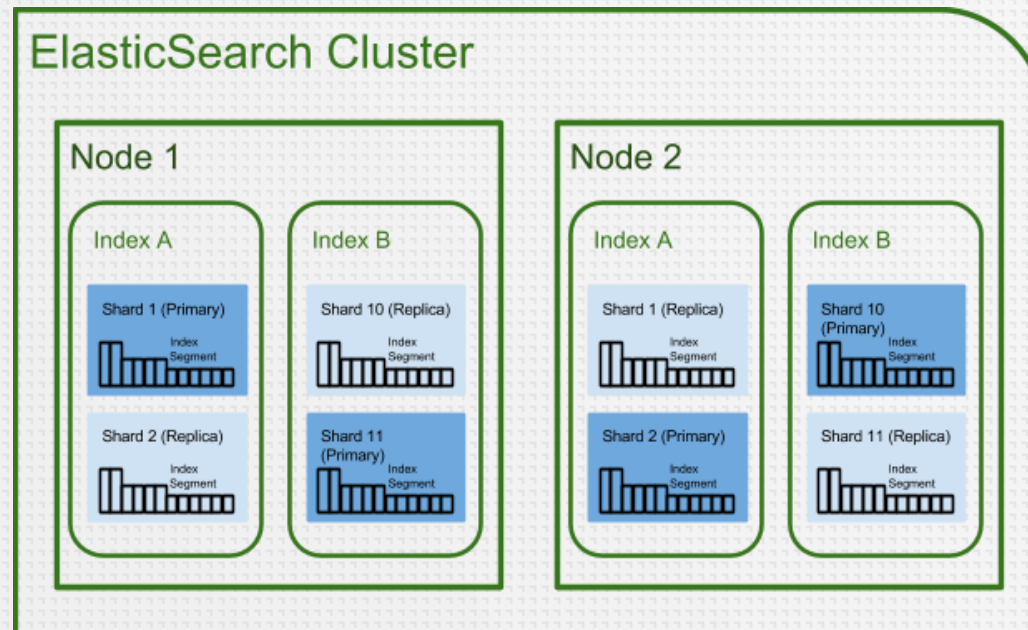 ElasticSearch Cluster
Node 1
Index A
Shard 1 (Primary)
Index
Segment
Shard 2 (Replica)
Index
Segment
Index B
Shard 10 (Replica)
Index
Segment
Shard 11
(Primary)
Index
Segment
Node 2
Index A
Shard 1 (Replica)
Index
Segment
Shard 2 (Primary)
Index
Segment
Index B
Shard 10
(Primary)
Index
Segment
Shard 11 (Replica)
Index
Segment